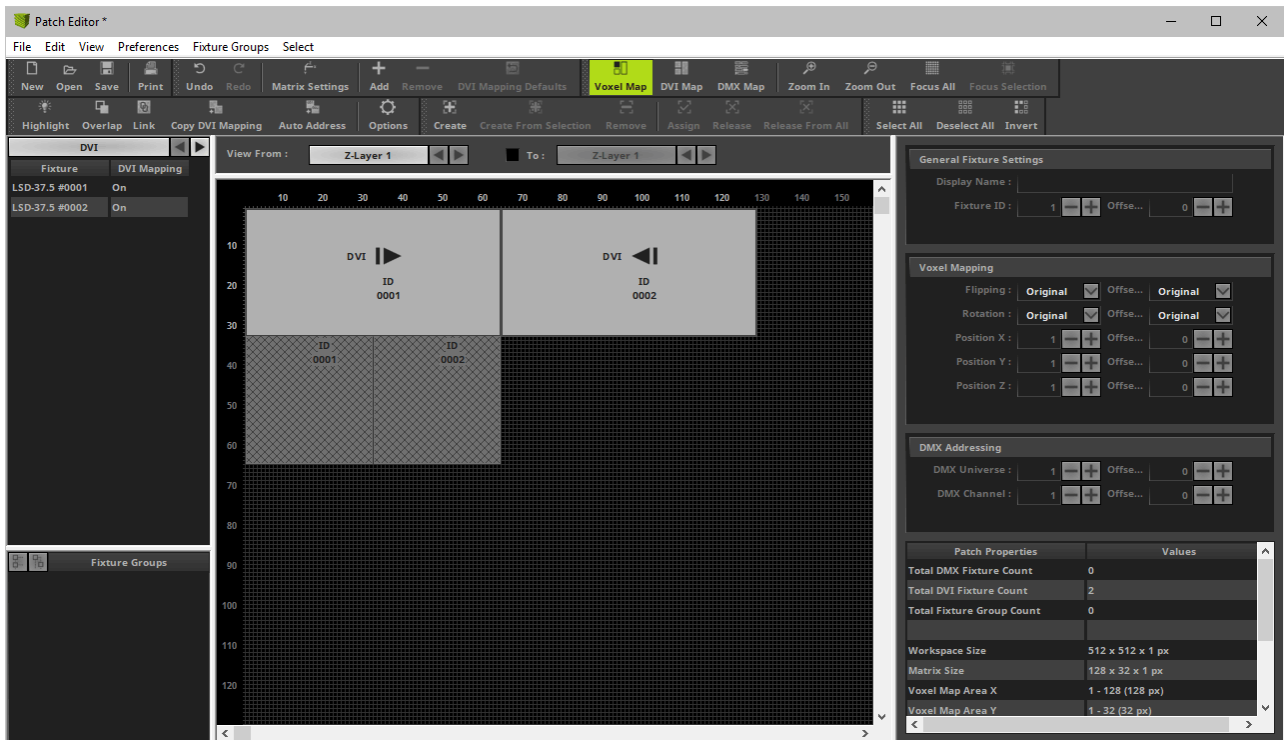 Patch Editor *
File Edit View Preferences Fixture Groups Select
New Open Save Print Undo Redo Matrix Settings Add Remove DVI Mapping Defaults Voxel Map DVI Map DMX Map Zoom In Zoom Out Focus All Focus Selection
Highlight Overlap Link Copy DVI Mapping Auto Address Options Create Create From Selection Remove Assign Release Release From All Select All Deselect All Invert
DVI
Fixture DVI Mapping
LSD-37.5 #0001 On
LSD-37.5 #0002 On
Fixture Groups
View From : Z-Layer 1 To : Z-Layer 1
10 20 30 40 50 60 70 80 90 100 110 120 130 140 150
10
20
30
40
50
60
70
80
90
100
110
120
DVI
ID
0001
DVI
ID
0002
ID
0001
ID
0002
General Fixture Settings
Display Name :
Fixture ID : 1 Offse... 0
Voxel Mapping
Flipping : Original Offse... Original
Rotation : Original Offse... Original
Position X : 1 Offse... 0
Position Y : 1 Offse... 0
Position Z : 1 Offse... 0
DMX Addressing
DMX Universe : 1 Offse... 0
DMX Channel : 1 Offse... 0
Patch Properties Values
Total DMX Fixture Count 0
Total DVI Fixture Count 2
Total Fixture Group Count 0
Workspace Size 512 x 512 x 1 px
Matrix Size 128 x 32 x 1 px
Voxel Map Area X 1 - 128 (128 px)
Voxel Map Area Y 1 - 32 (32 px)